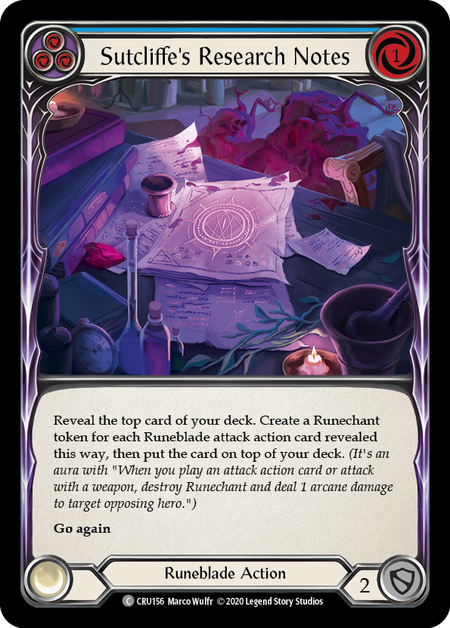 Sutcliffe's Research Notes
1
Reveal the top card of your deck. Create a Runechant
token for each Runeblade attack action card revealed
this way, then put the card on top of your deck. (It's an
aura with "When you play an attack action card or attack
with a weapon, destroy Runechant and deal 1 arcane damage
to target opposing hero.")
Go again
Runeblade Action
2
C CRU156 Marco Wulfr © 2020 Legend Story Studios